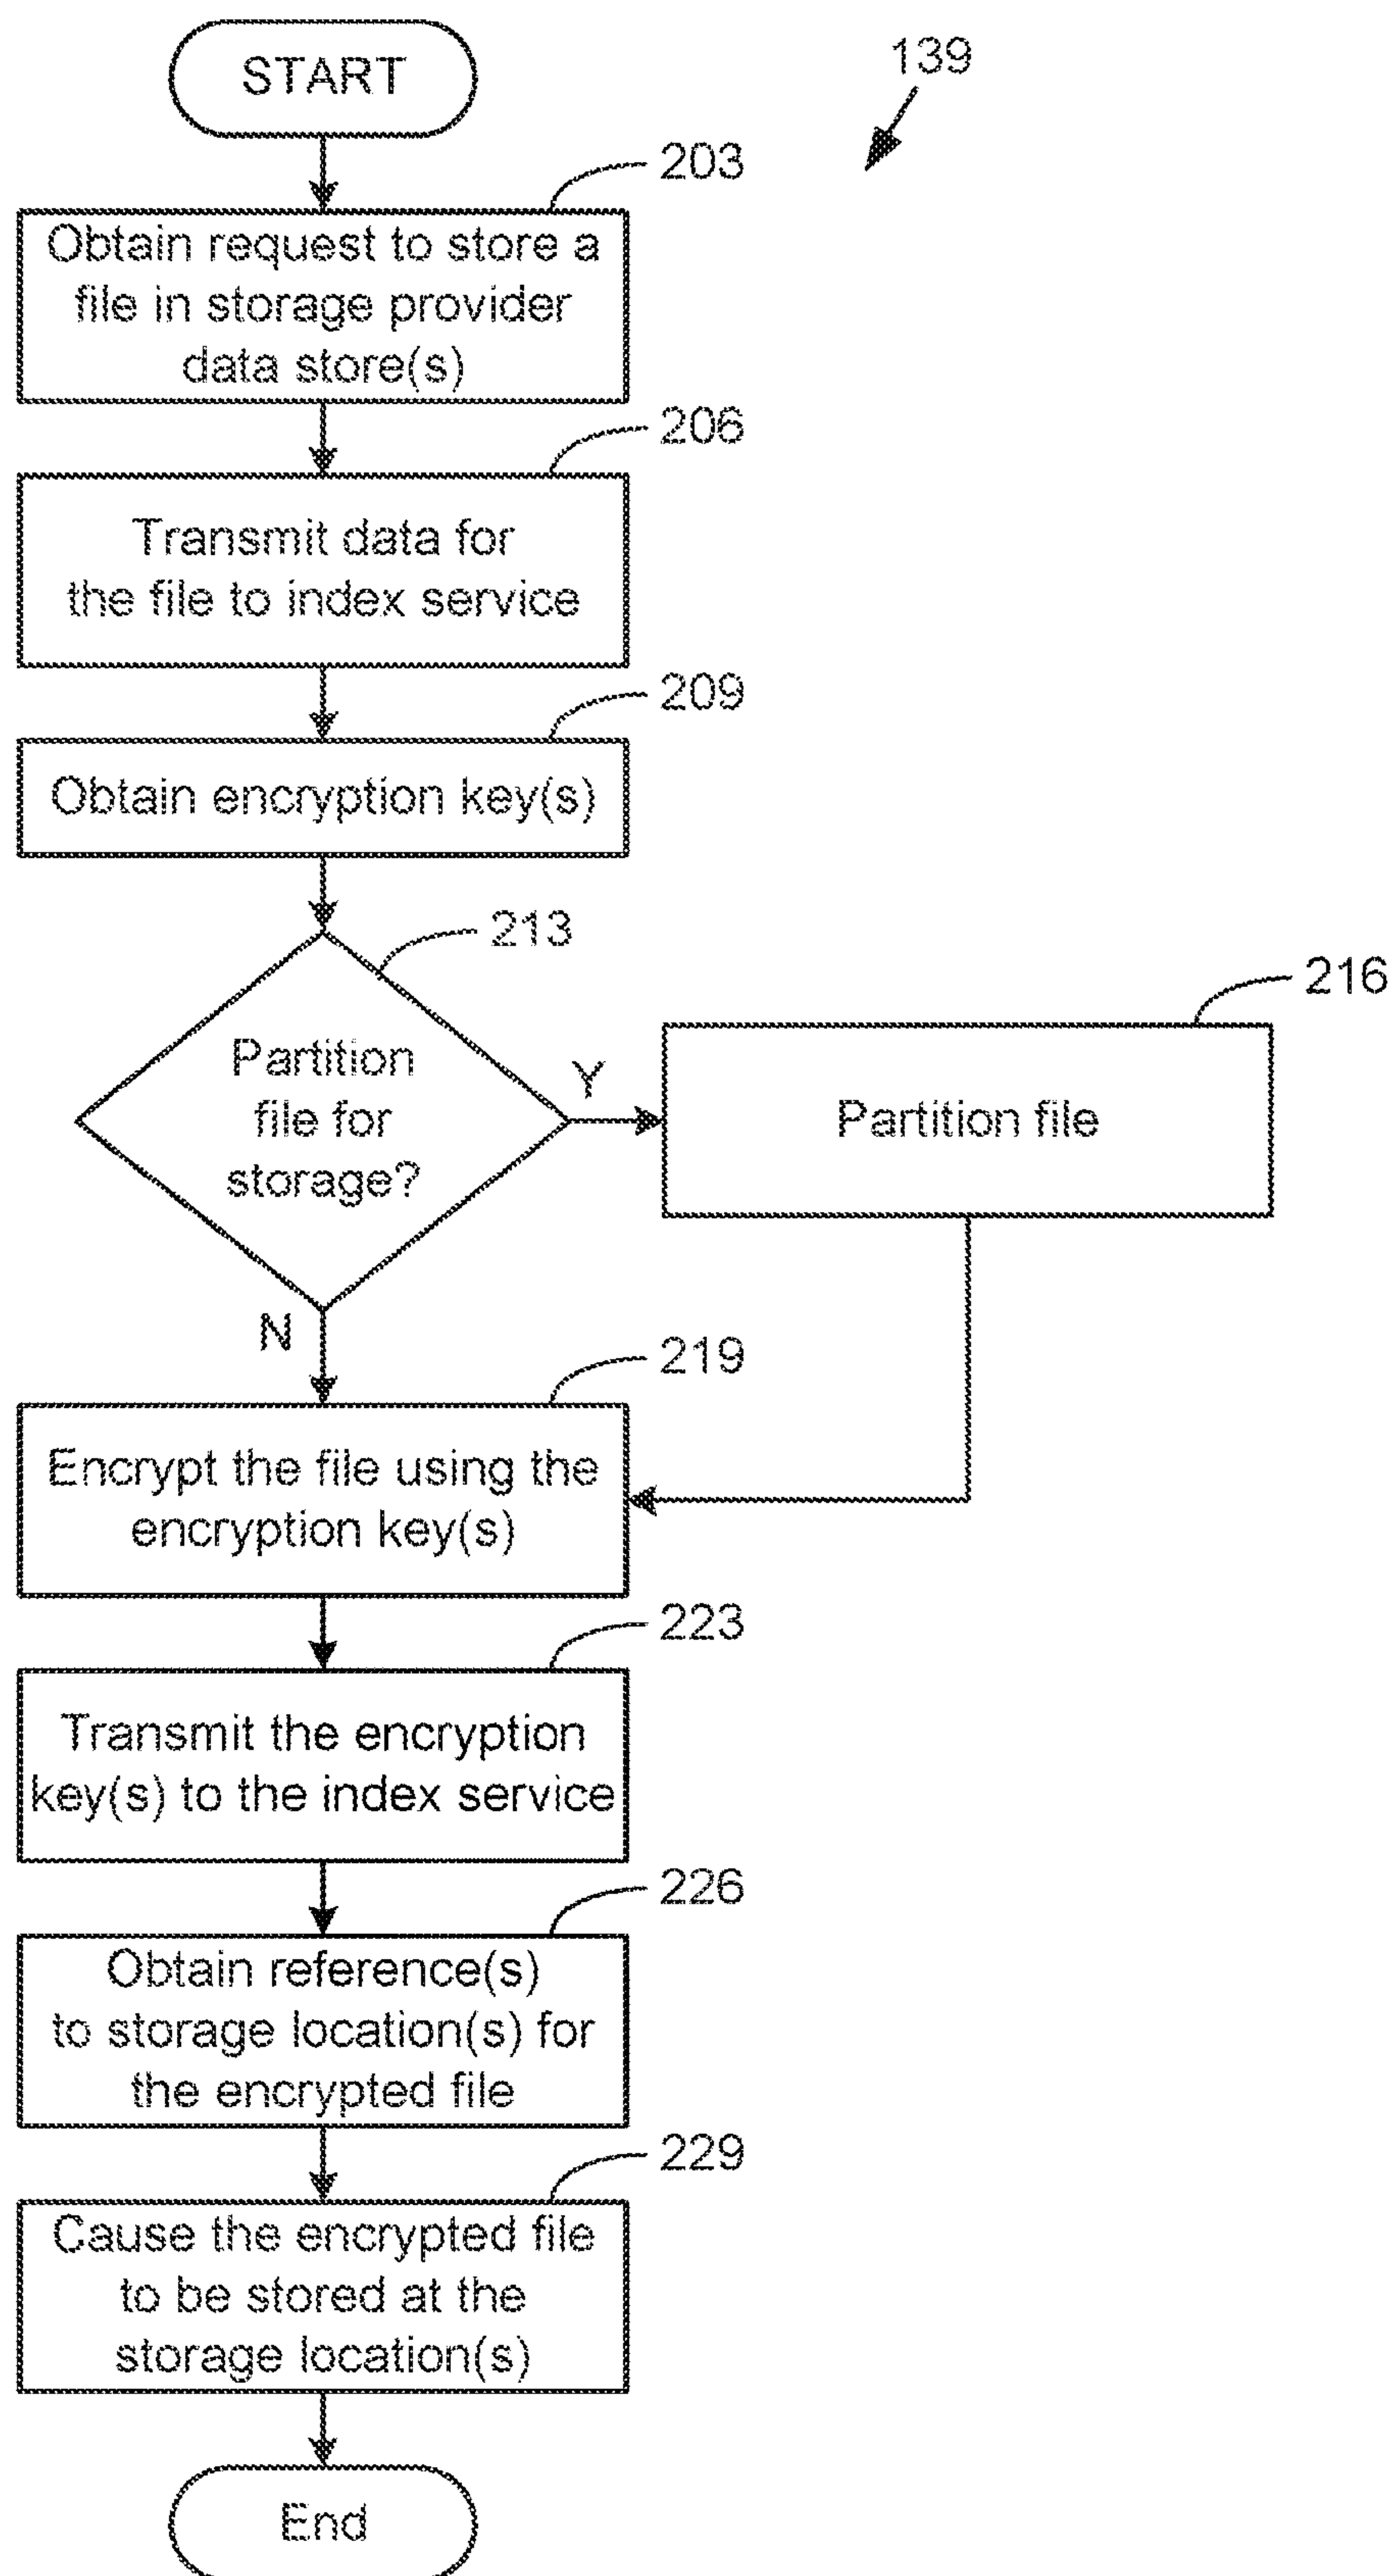 START
139
203
Obtain request to store a
file in storage provider
data store(s)
206
Transmit data for
the file to index service
209
Obtain encryption key(s)
213
Partition
file for
storage?
Y
216
Partition file
N
219
Encrypt the file using the
encryption key(s)
223
Transmit the encryption
key(s) to the index service
226
Obtain reference(s)
to storage location(s) for
the encrypted file
229
Cause the encrypted file
to be stored at the
storage location(s)
End